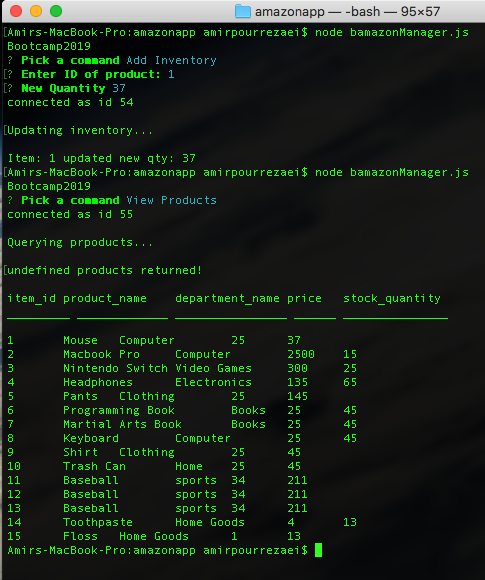 amazonapp — -bash — 95×57
[Amirs-MacBook-Pro:amazonapp amirpourrezaei$ node bamazonManager.js
Bootcamp2019
? Pick a command Add Inventory
[? Enter ID of product: 1
[? New Quantity 37
connected as id 54
[Updating inventory...
Item: 1 updated new qty: 37
[Amirs-MacBook-Pro:amazonapp amirpourrezaei$ node bamazonManager.js
Bootcamp2019
? Pick a command View Products
connected as id 55
Querying prpoducts...
[undefined products returned!
item_id product_name department_name price stock_quantity
_________ _____________ ________________ ______ _______________
1 Mouse Computer 25 37
2 Macbook Pro Computer 2500 15
3 Nintendo Switch Video Games 300 25
4 Headphones Electronics 135 65
5 Pants Clothing 25 145
6 Programming Book Books 25 45
7 Martial Arts Book Books 25 45
8 Keyboard Computer 25 45
9 Shirt Clothing 25 45
10 Trash Can Home 25 45
11 Baseball sports 34 211
12 Baseball sports 34 211
13 Baseball sports 34 211
14 Toothpaste Home Goods 4 13
15 Floss Home Goods 1 13
Amirs-MacBook-Pro:amazonapp amirpourrezaei$